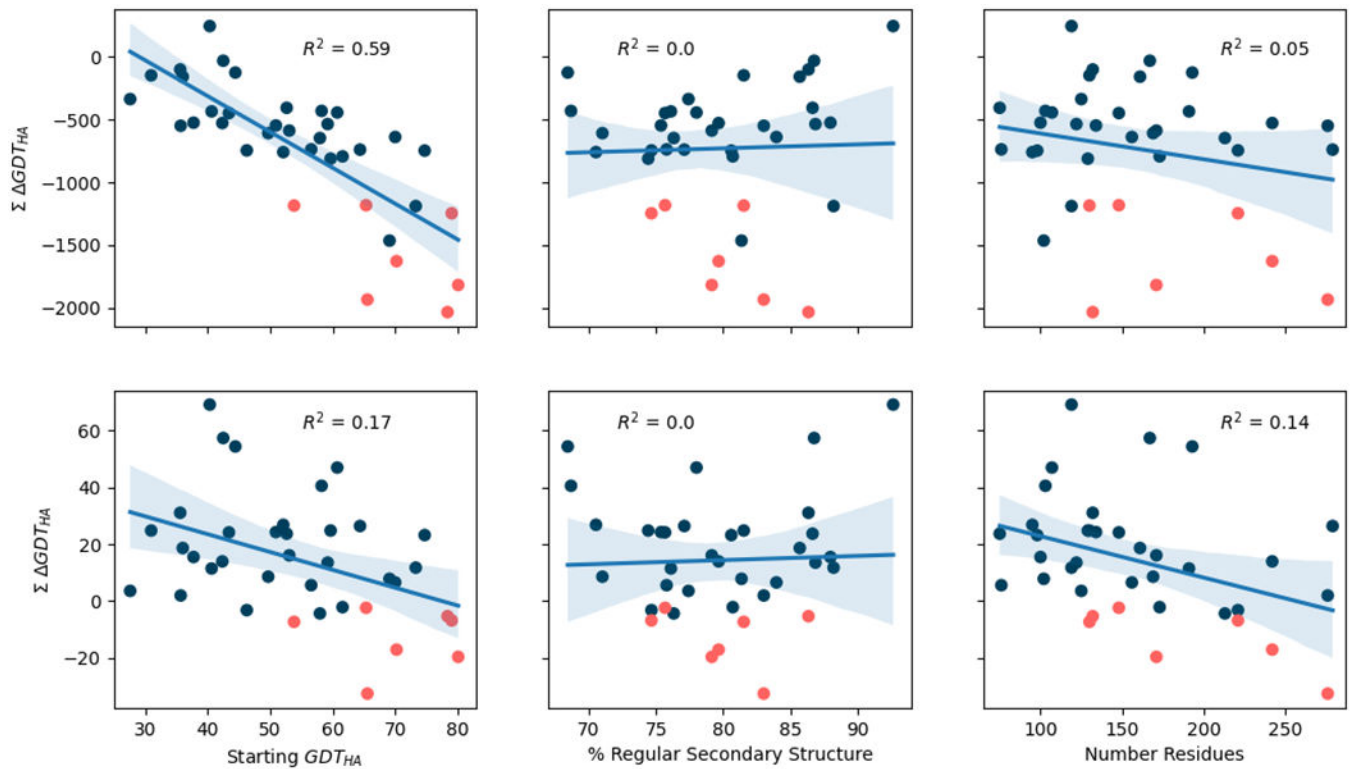 R² = 0.59
R² = 0.0
R² = 0.05
Σ ΔGDT_HA
0
−500
−1000
−1500
−2000
R² = 0.17
R² = 0.0
R² = 0.14
Σ ΔGDT_HA
60
40
20
0
−20
30 40 50 60 70 80
70 75 80 85 90
100 150 200 250
Starting GDT_HA
% Regular Secondary Structure
Number Residues